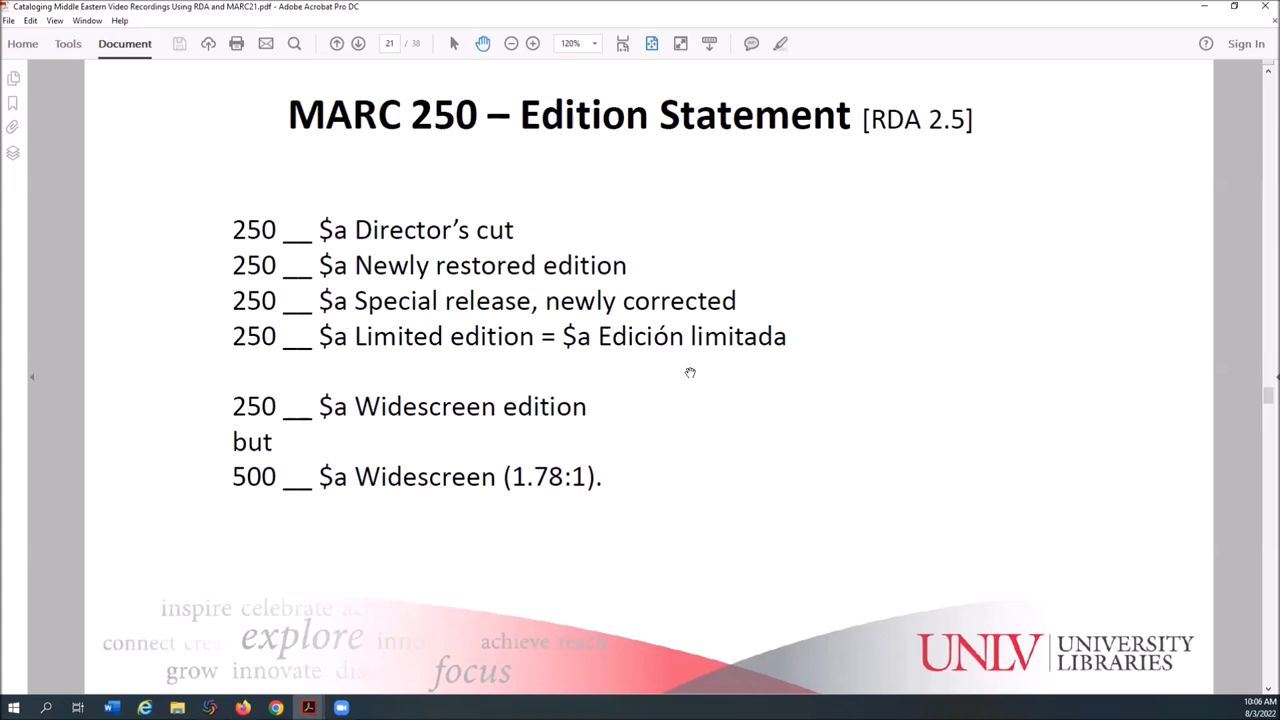 Cataloging Middle Eastern Video Recordings Using RDA and MARC21.pdf - Adobe Acrobat Pro DC
File Edit View Window Help
Home Tools Document 21 / 38 120% Sign In
MARC 250 – Edition Statement [RDA 2.5]
250 __ $a Director’s cut
250 __ $a Newly restored edition
250 __ $a Special release, newly corrected
250 __ $a Limited edition = $a Edición limitada
250 __ $a Widescreen edition
but
500 __ $a Widescreen (1.78:1).
inspire celebrate
connect explore achieve reach
grow innovate focus
UNLV UNIVERSITY
LIBRARIES
10:06 AM
8/3/2022